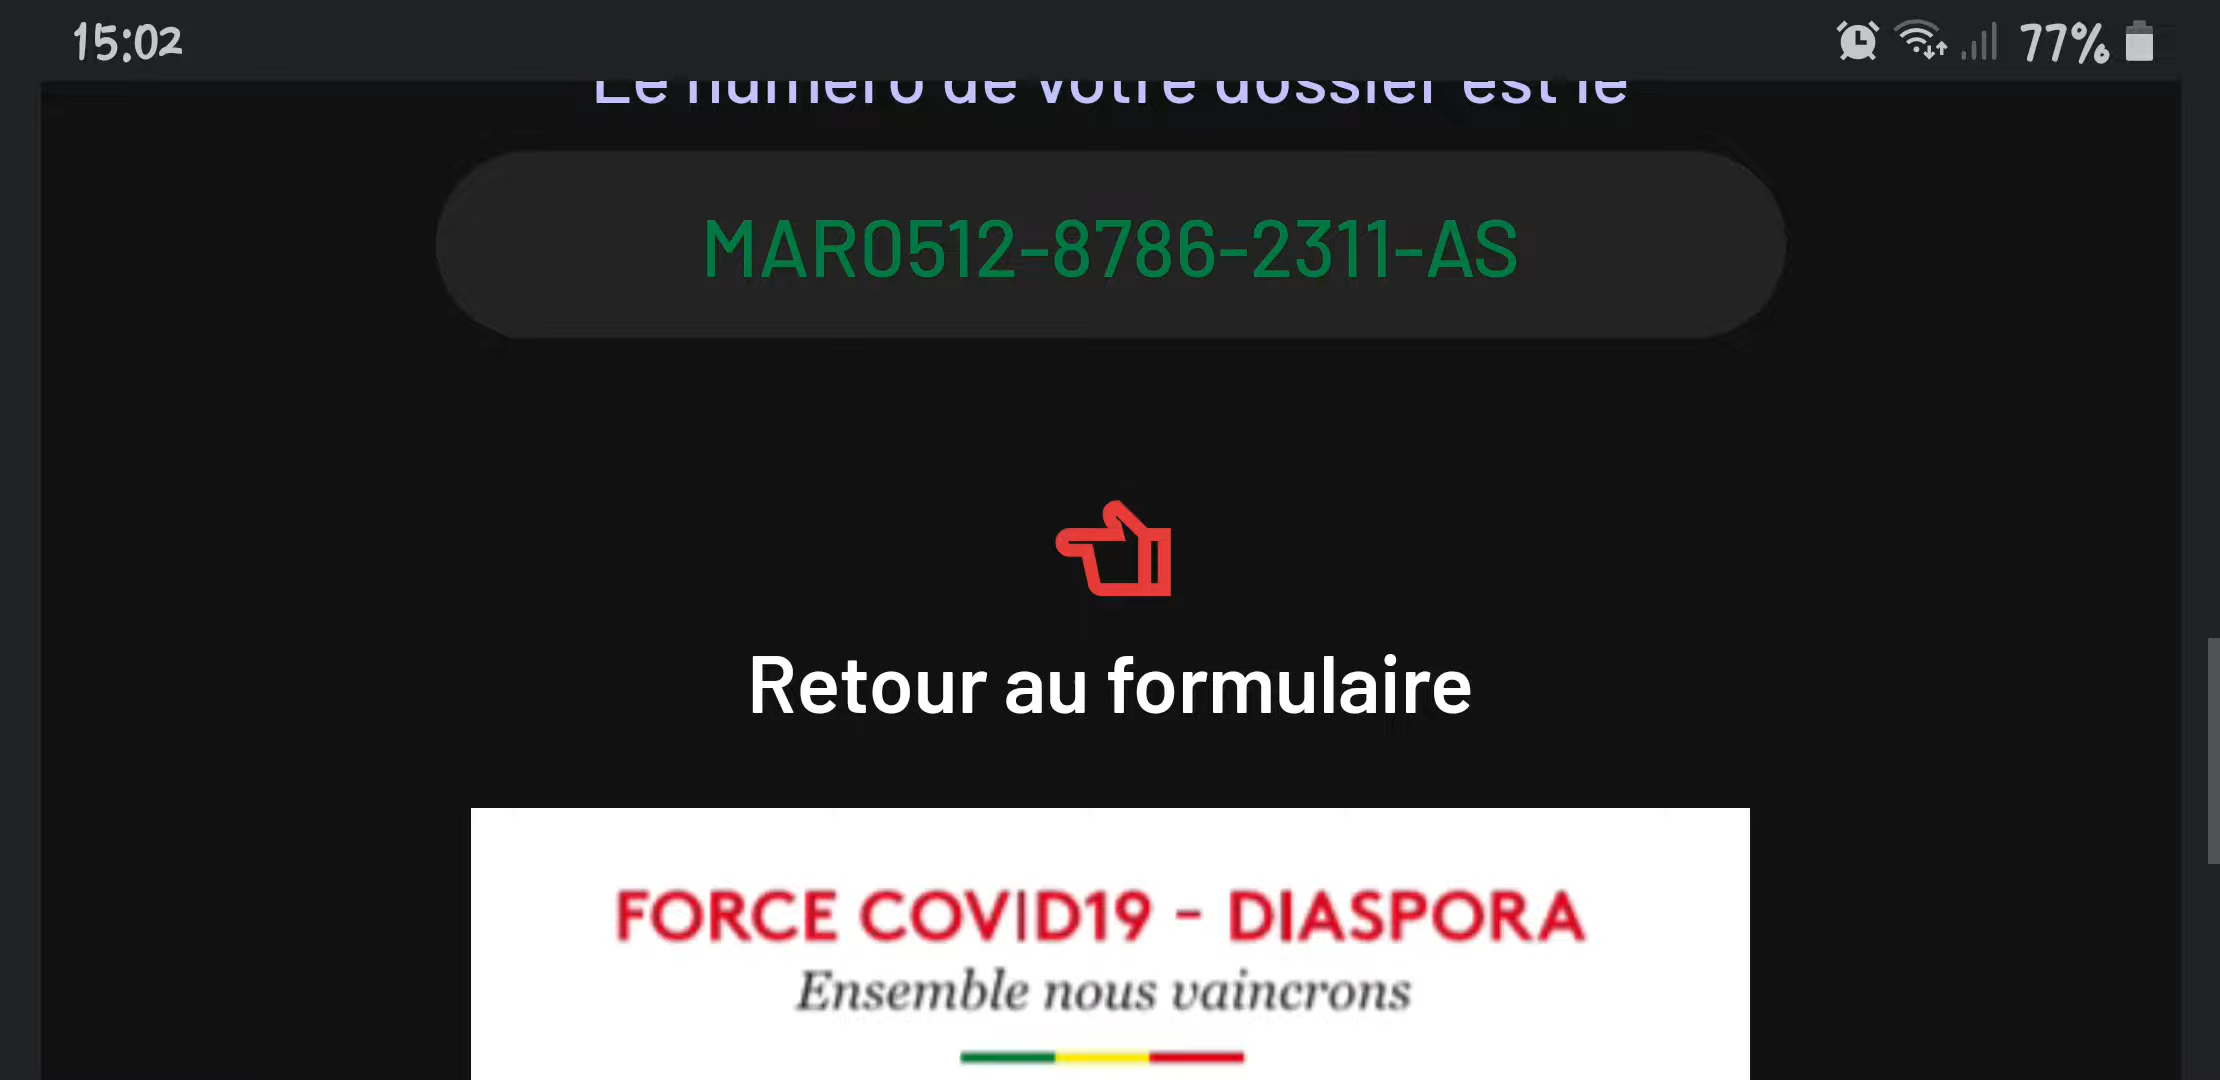 15:02
77%
Le numéro de votre dossier est le
MAR0512-8786-2311-AS
Retour au formulaire
FORCE COVID19 - DIASPORA
Ensemble nous vaincrons